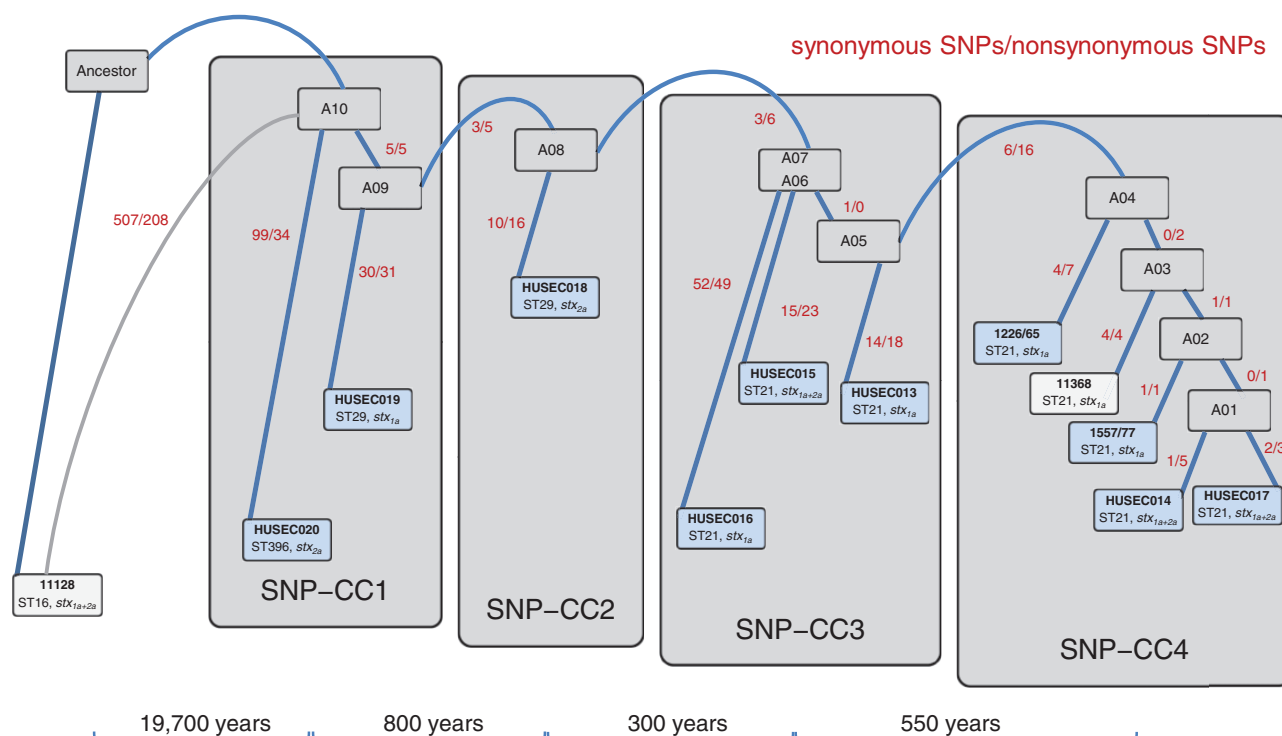 synonymous SNPs/nonsynonymous SNPs
Ancestor
507/208
11128
ST16, stx1a+2a
A10
5/5
A09
99/34
30/31
HUSEC019
ST29, stx1a
HUSEC020
ST396, stx2a
SNP–CC1
3/5
A08
10/16
HUSEC018
ST29, stx2a
SNP–CC2
3/6
A07
A06
1/0
A05
52/49
15/23
14/18
HUSEC015
ST21, stx1a+2a
HUSEC013
ST21, stx1a
HUSEC016
ST21, stx1a
SNP–CC3
6/16
A04
0/2
4/7
A03
1/1
1226/65
ST21, stx1a
4/4
A02
11368
ST21, stx1a
1/1
0/1
A01
1557/77
ST21, stx1a
1/5
2/3
HUSEC014
ST21, stx1a+2a
HUSEC017
ST21, stx1a+2a
SNP–CC4
19,700 years
800 years
300 years
550 years